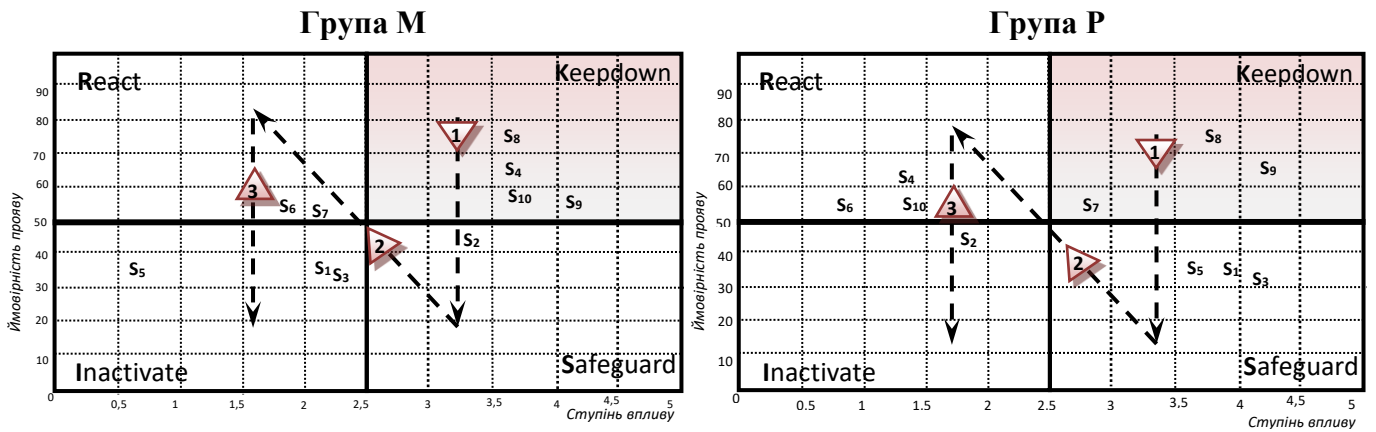 Група М
React
Keepdown
90
80
70
60
50
40
30
20
10
Ймовірність прояву
1
S8
S4
S10
S9
3
S6
S7
2
S2
S5
S1
S3
Inactivate
Safeguard
0
0,5
1
1,5
2
2,5
3
3,5
4
4,5
5
Ступінь впливу
Група Р
React
Keepdown
90
80
70
60
50
40
30
20
10
Ймовірність прояву
1
S8
S9
S4
S6
S10
3
S7
S2
2
S5
S1
S3
Inactivate
Safeguard
0
0.5
1
1.5
2
2.5
3
3,5
4
4,5
5
Ступінь впливу